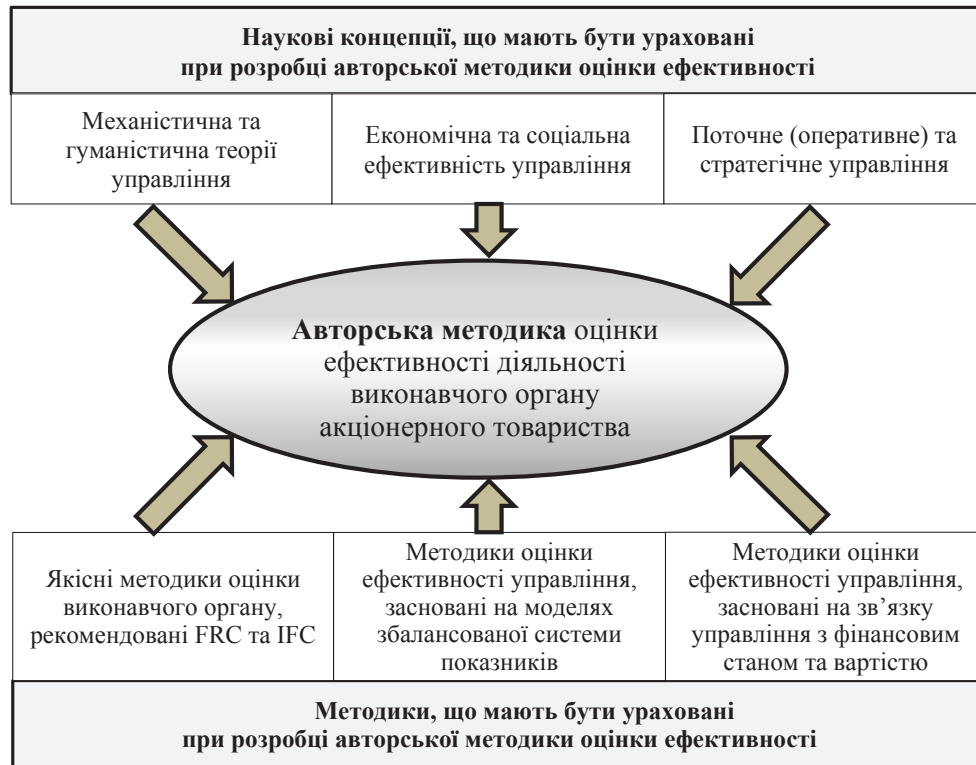 Наукові концепції, що мають бути ураховані
при розробці авторської методики оцінки ефективності
Механістична та
гуманістична теорії
управління
Економічна та соціальна
ефективність управління
Поточне (оперативне) та
стратегічне управління
Авторська методика оцінки
ефективності діяльності
виконавчого органу
акціонерного товариства
Якісні методики оцінки
виконавчого органу,
рекомендовані FRC та IFC
Методики оцінки
ефективності управління,
засновані на моделях
збалансованої системи
показників
Методики оцінки
ефективності управління,
засновані на зв’язку
управління з фінансовим
станом та вартістю
Методики, що мають бути ураховані
при розробці авторської методики оцінки ефективності